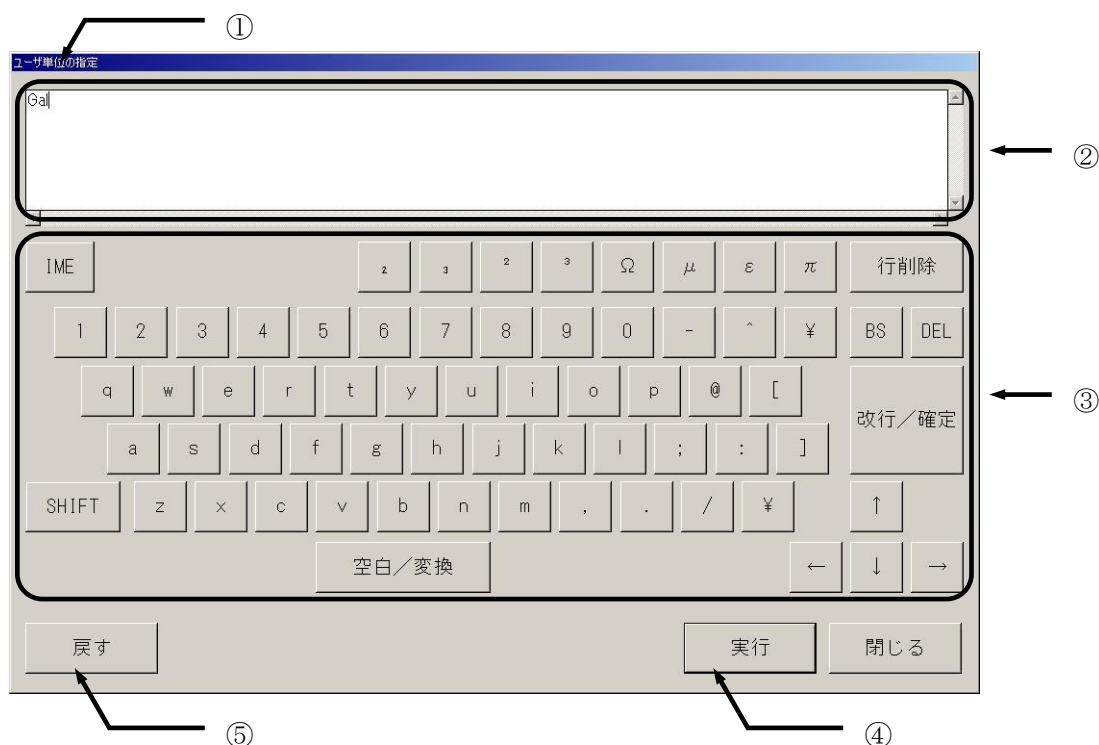 ①
ユーザ単位の指定
Gal
②
IME ₂ ₃ ² ³ Ω μ ε π 行削除
1 2 3 4 5 6 7 8 9 0 - ^ ¥ BS DEL
q w e r t y u i o p @ [
③
改行／確定
a s d f g h j k l ; : ]
SHIFT z x c v b n m , . / ¥ ↑
空白／変換 ← ↓ →
戻す 実行 閉じる
⑤ ④